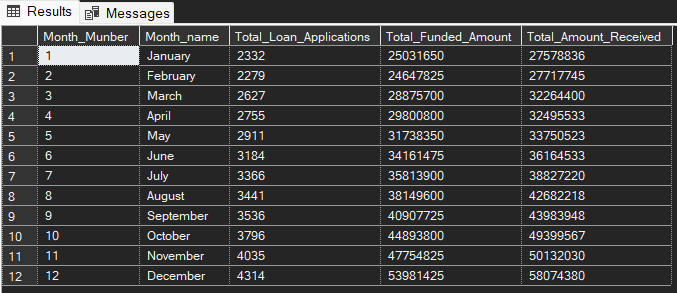 Results Messages
Month_Munber Month_name Total_Loan_Applications Total_Funded_Amount Total_Amount_Received
1 1 January 2332 25031650 27578836
2 2 February 2279 24647825 27717745
3 3 March 2627 28875700 32264400
4 4 April 2755 29800800 32495533
5 5 May 2911 31738350 33750523
6 6 June 3184 34161475 36164533
7 7 July 3366 35813900 38827220
8 8 August 3441 38149600 42682218
9 9 September 3536 40907725 43983948
10 10 October 3796 44893800 49399567
11 11 November 4035 47754825 50132030
12 12 December 4314 53981425 58074380